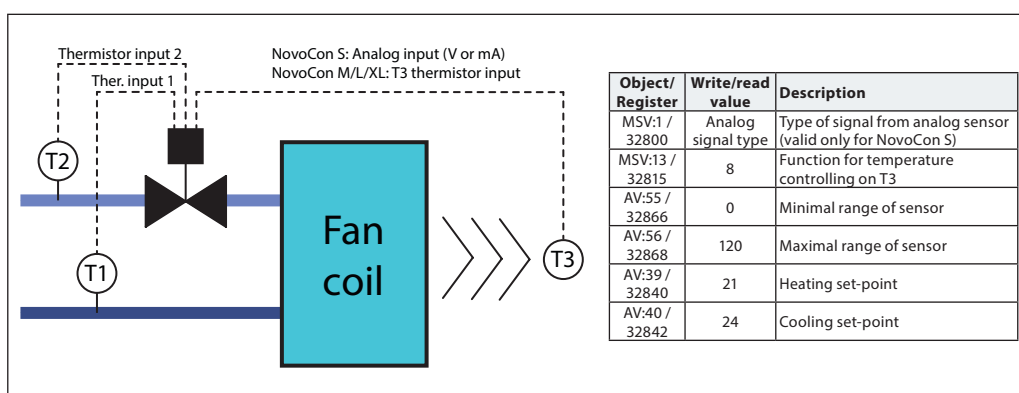 Thermistor input 2
Ther. input 1
NovoCon S: Analog input (V or mA)
NovoCon M/L/XL: T3 thermistor input
T2
T1
Fan
coil
T3
Object/ Write/read Description
Register value
MSV:1 / Analog Type of signal from analog sensor
32800 signal type (valid only for NovoCon S)
MSV:13 / 8 Function for temperature
32815 controlling on T3
AV:55 / 0 Minimal range of sensor
32866
AV:56 / 120 Maximal range of sensor
32868
AV:39 / 21 Heating set-point
32840
AV:40 / 24 Cooling set-point
32842